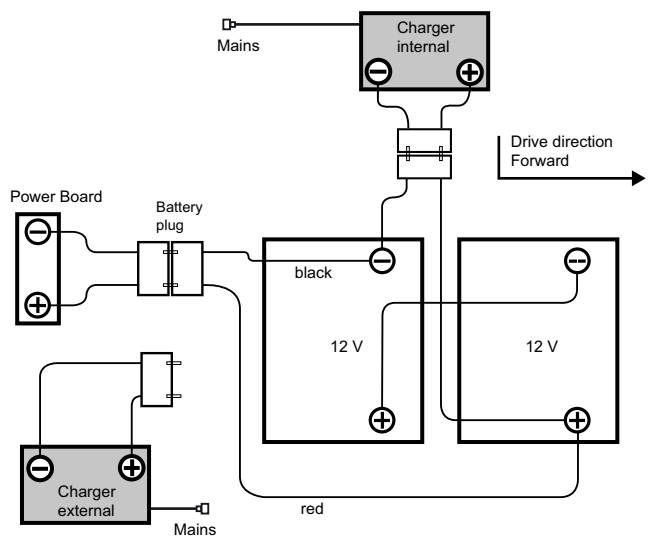 Charger
internal
Mains
Drive direction
Forward
Power Board
Battery
plug
black
12 V
12 V
Charger
external
red
Mains